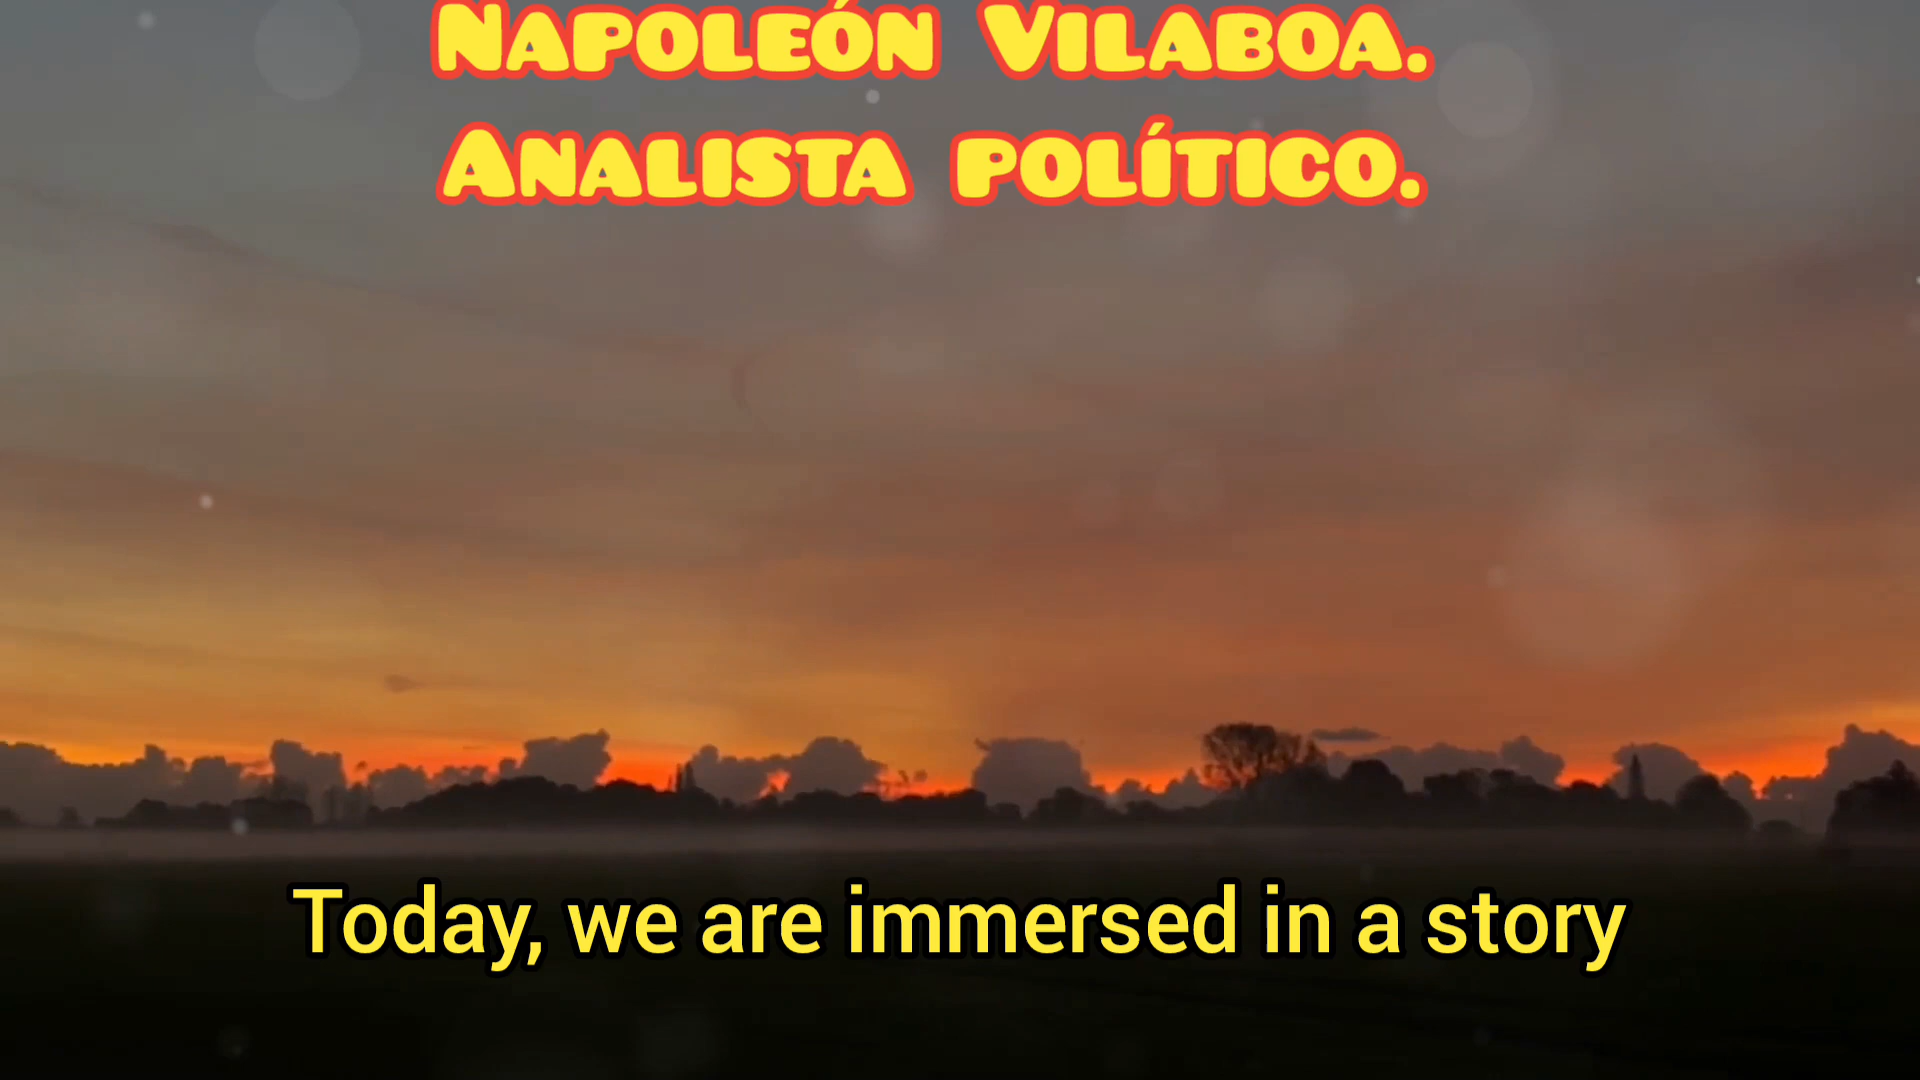 Napoleón Vilaboa.
Analista político.
Today, we are immersed in a story